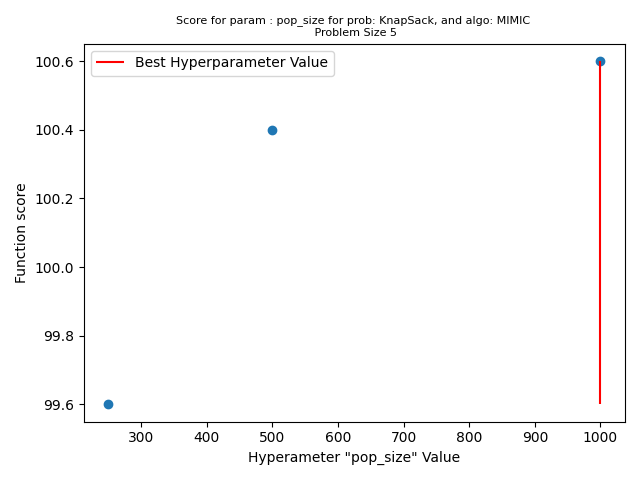 Score for param : pop_size for prob: KnapSack, and algo: MIMIC
Problem Size 5
Best Hyperparameter Value
100.6
100.4
100.2
100.0
99.8
99.6
Function score
300
400
500
600
700
800
900
1000
Hyperameter "pop_size" Value